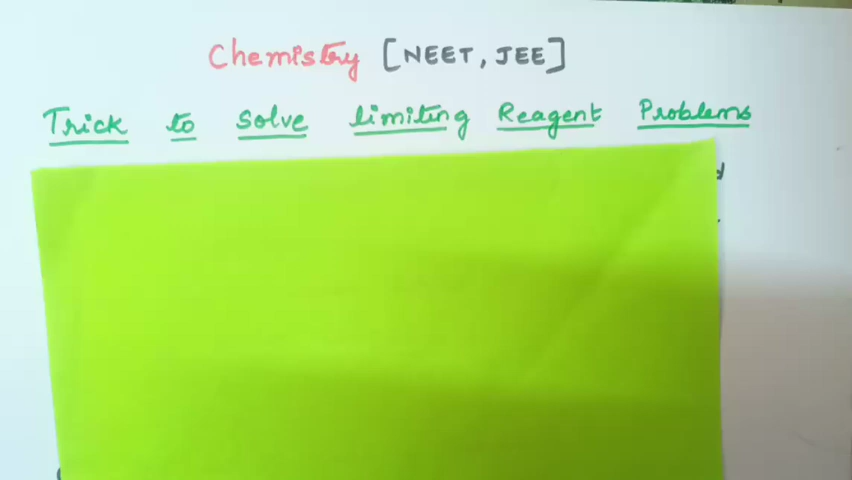 Chemistry [NEET, JEE]
Trick to solve limiting Reagent Problems